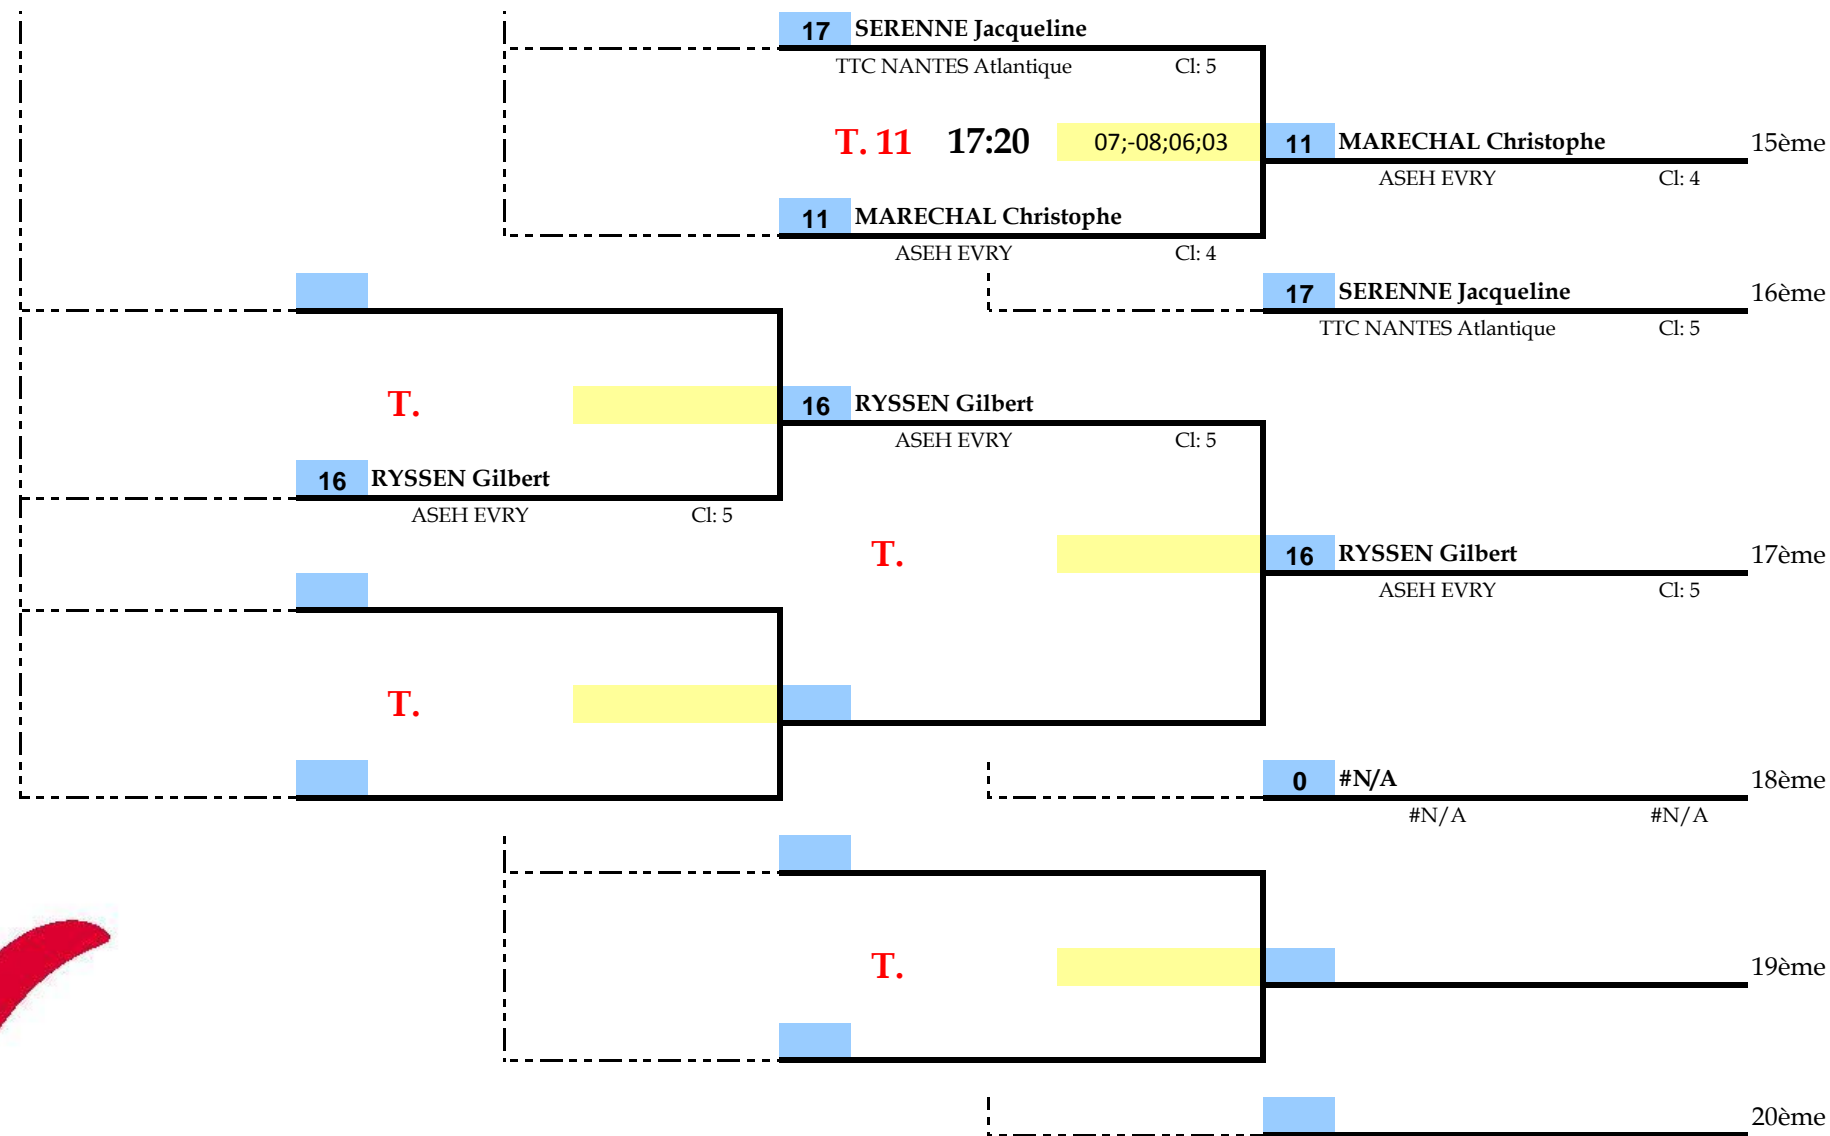 17 SERENNE Jacqueline
TTC NANTES Atlantique Cl: 5
T. 11 17:20 07;-08;06;03 11 MARECHAL Christophe 15ème
ASEH EVRY Cl: 4
11 MARECHAL Christophe
ASEH EVRY Cl: 4
17 SERENNE Jacqueline 16ème
TTC NANTES Atlantique Cl: 5
T. 16 RYSSEN Gilbert
ASEH EVRY Cl: 5
16 RYSSEN Gilbert
ASEH EVRY Cl: 5
T. 16 RYSSEN Gilbert 17ème
ASEH EVRY Cl: 5
T.
0 #N/A 18ème
#N/A #N/A
T. 19ème
20ème